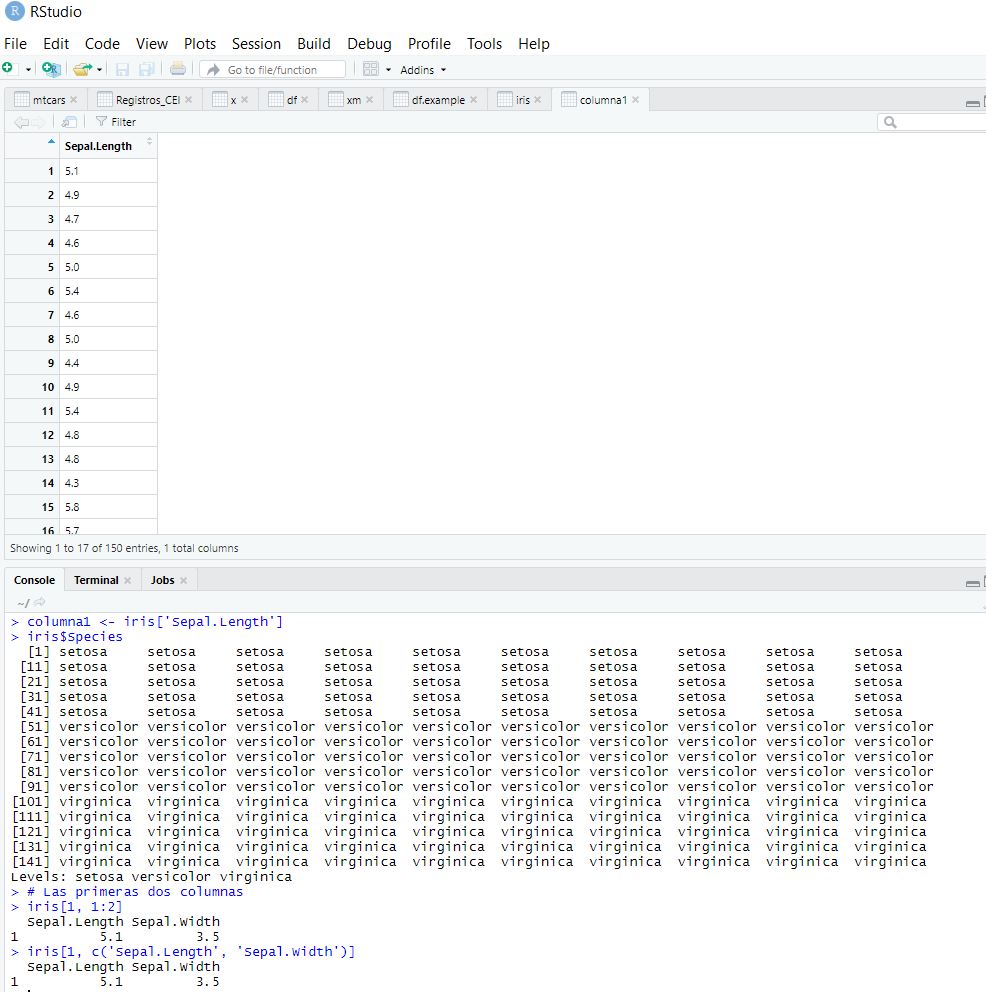 R RStudio
File Edit Code View Plots Session Build Debug Profile Tools Help
Go to file/function Addins
mtcars Registros_CEI x df xm df.example iris columna1
Filter
Sepal.Length
1 5.1
2 4.9
3 4.7
4 4.6
5 5.0
6 5.4
7 4.6
8 5.0
9 4.4
10 4.9
11 5.4
12 4.8
13 4.8
14 4.3
15 5.8
16 5.7
Showing 1 to 17 of 150 entries, 1 total columns
Console Terminal Jobs
~/
> columna1 <- iris['Sepal.Length']
> iris$Species
[1] setosa setosa setosa setosa setosa setosa setosa setosa setosa setosa
[11] setosa setosa setosa setosa setosa setosa setosa setosa setosa setosa
[21] setosa setosa setosa setosa setosa setosa setosa setosa setosa setosa
[31] setosa setosa setosa setosa setosa setosa setosa setosa setosa setosa
[41] setosa setosa setosa setosa setosa setosa setosa setosa setosa setosa
[51] versicolor versicolor versicolor versicolor versicolor versicolor versicolor versicolor versicolor versicolor
[61] versicolor versicolor versicolor versicolor versicolor versicolor versicolor versicolor versicolor versicolor
[71] versicolor versicolor versicolor versicolor versicolor versicolor versicolor versicolor versicolor versicolor
[81] versicolor versicolor versicolor versicolor versicolor versicolor versicolor versicolor versicolor versicolor
[91] versicolor versicolor versicolor versicolor versicolor versicolor versicolor versicolor versicolor versicolor
[101] virginica virginica virginica virginica virginica virginica virginica virginica virginica virginica
[111] virginica virginica virginica virginica virginica virginica virginica virginica virginica virginica
[121] virginica virginica virginica virginica virginica virginica virginica virginica virginica virginica
[131] virginica virginica virginica virginica virginica virginica virginica virginica virginica virginica
[141] virginica virginica virginica virginica virginica virginica virginica virginica virginica virginica
Levels: setosa versicolor virginica
> # Las primeras dos columnas
> iris[1, 1:2]
Sepal.Length Sepal.Width
1 5.1 3.5
> iris[1, c('Sepal.Length', 'Sepal.Width')]
Sepal.Length Sepal.Width
1 5.1 3.5